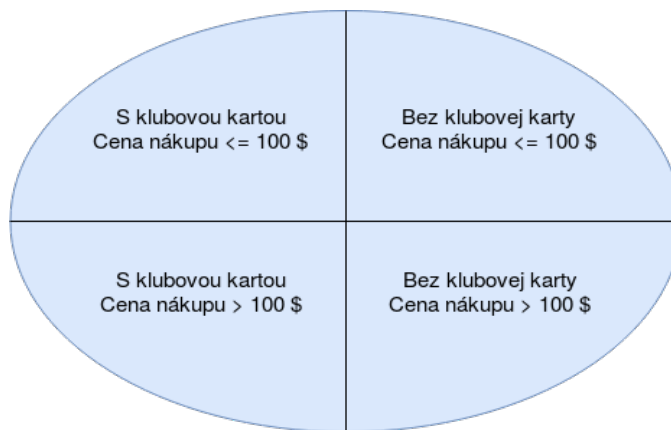 S klubovou kartou
Cena nákupu <= 100 $
Bez klubovej karty
Cena nákupu <= 100 $
S klubovou kartou
Cena nákupu > 100 $
Bez klubovej karty
Cena nákupu > 100 $